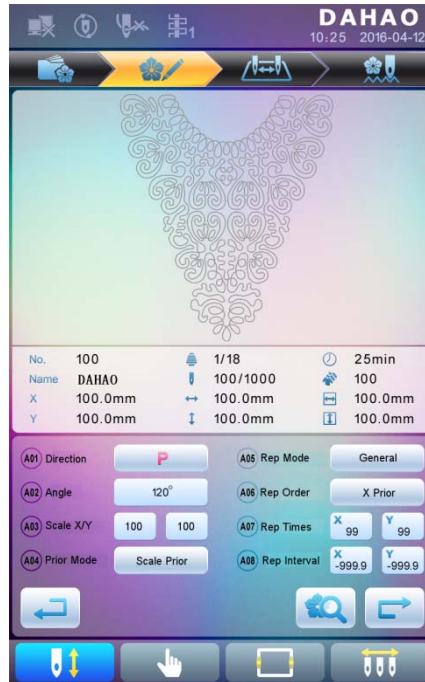 DAHAO
1
10:25 2016-04-12
No. 100 1/18 25min
Name DAHAO 100/1000 100
X 100.0mm 100.0mm 100.0mm
Y 100.0mm 100.0mm 100.0mm
A01 Direction P A05 Rep Mode General
A02 Angle 120° A06 Rep Order X Prior
A03 Scale X/Y 100 100 A07 Rep Times X 99 Y 99
A04 Prior Mode Scale Prior A08 Rep Interval X -999.9 Y -999.9